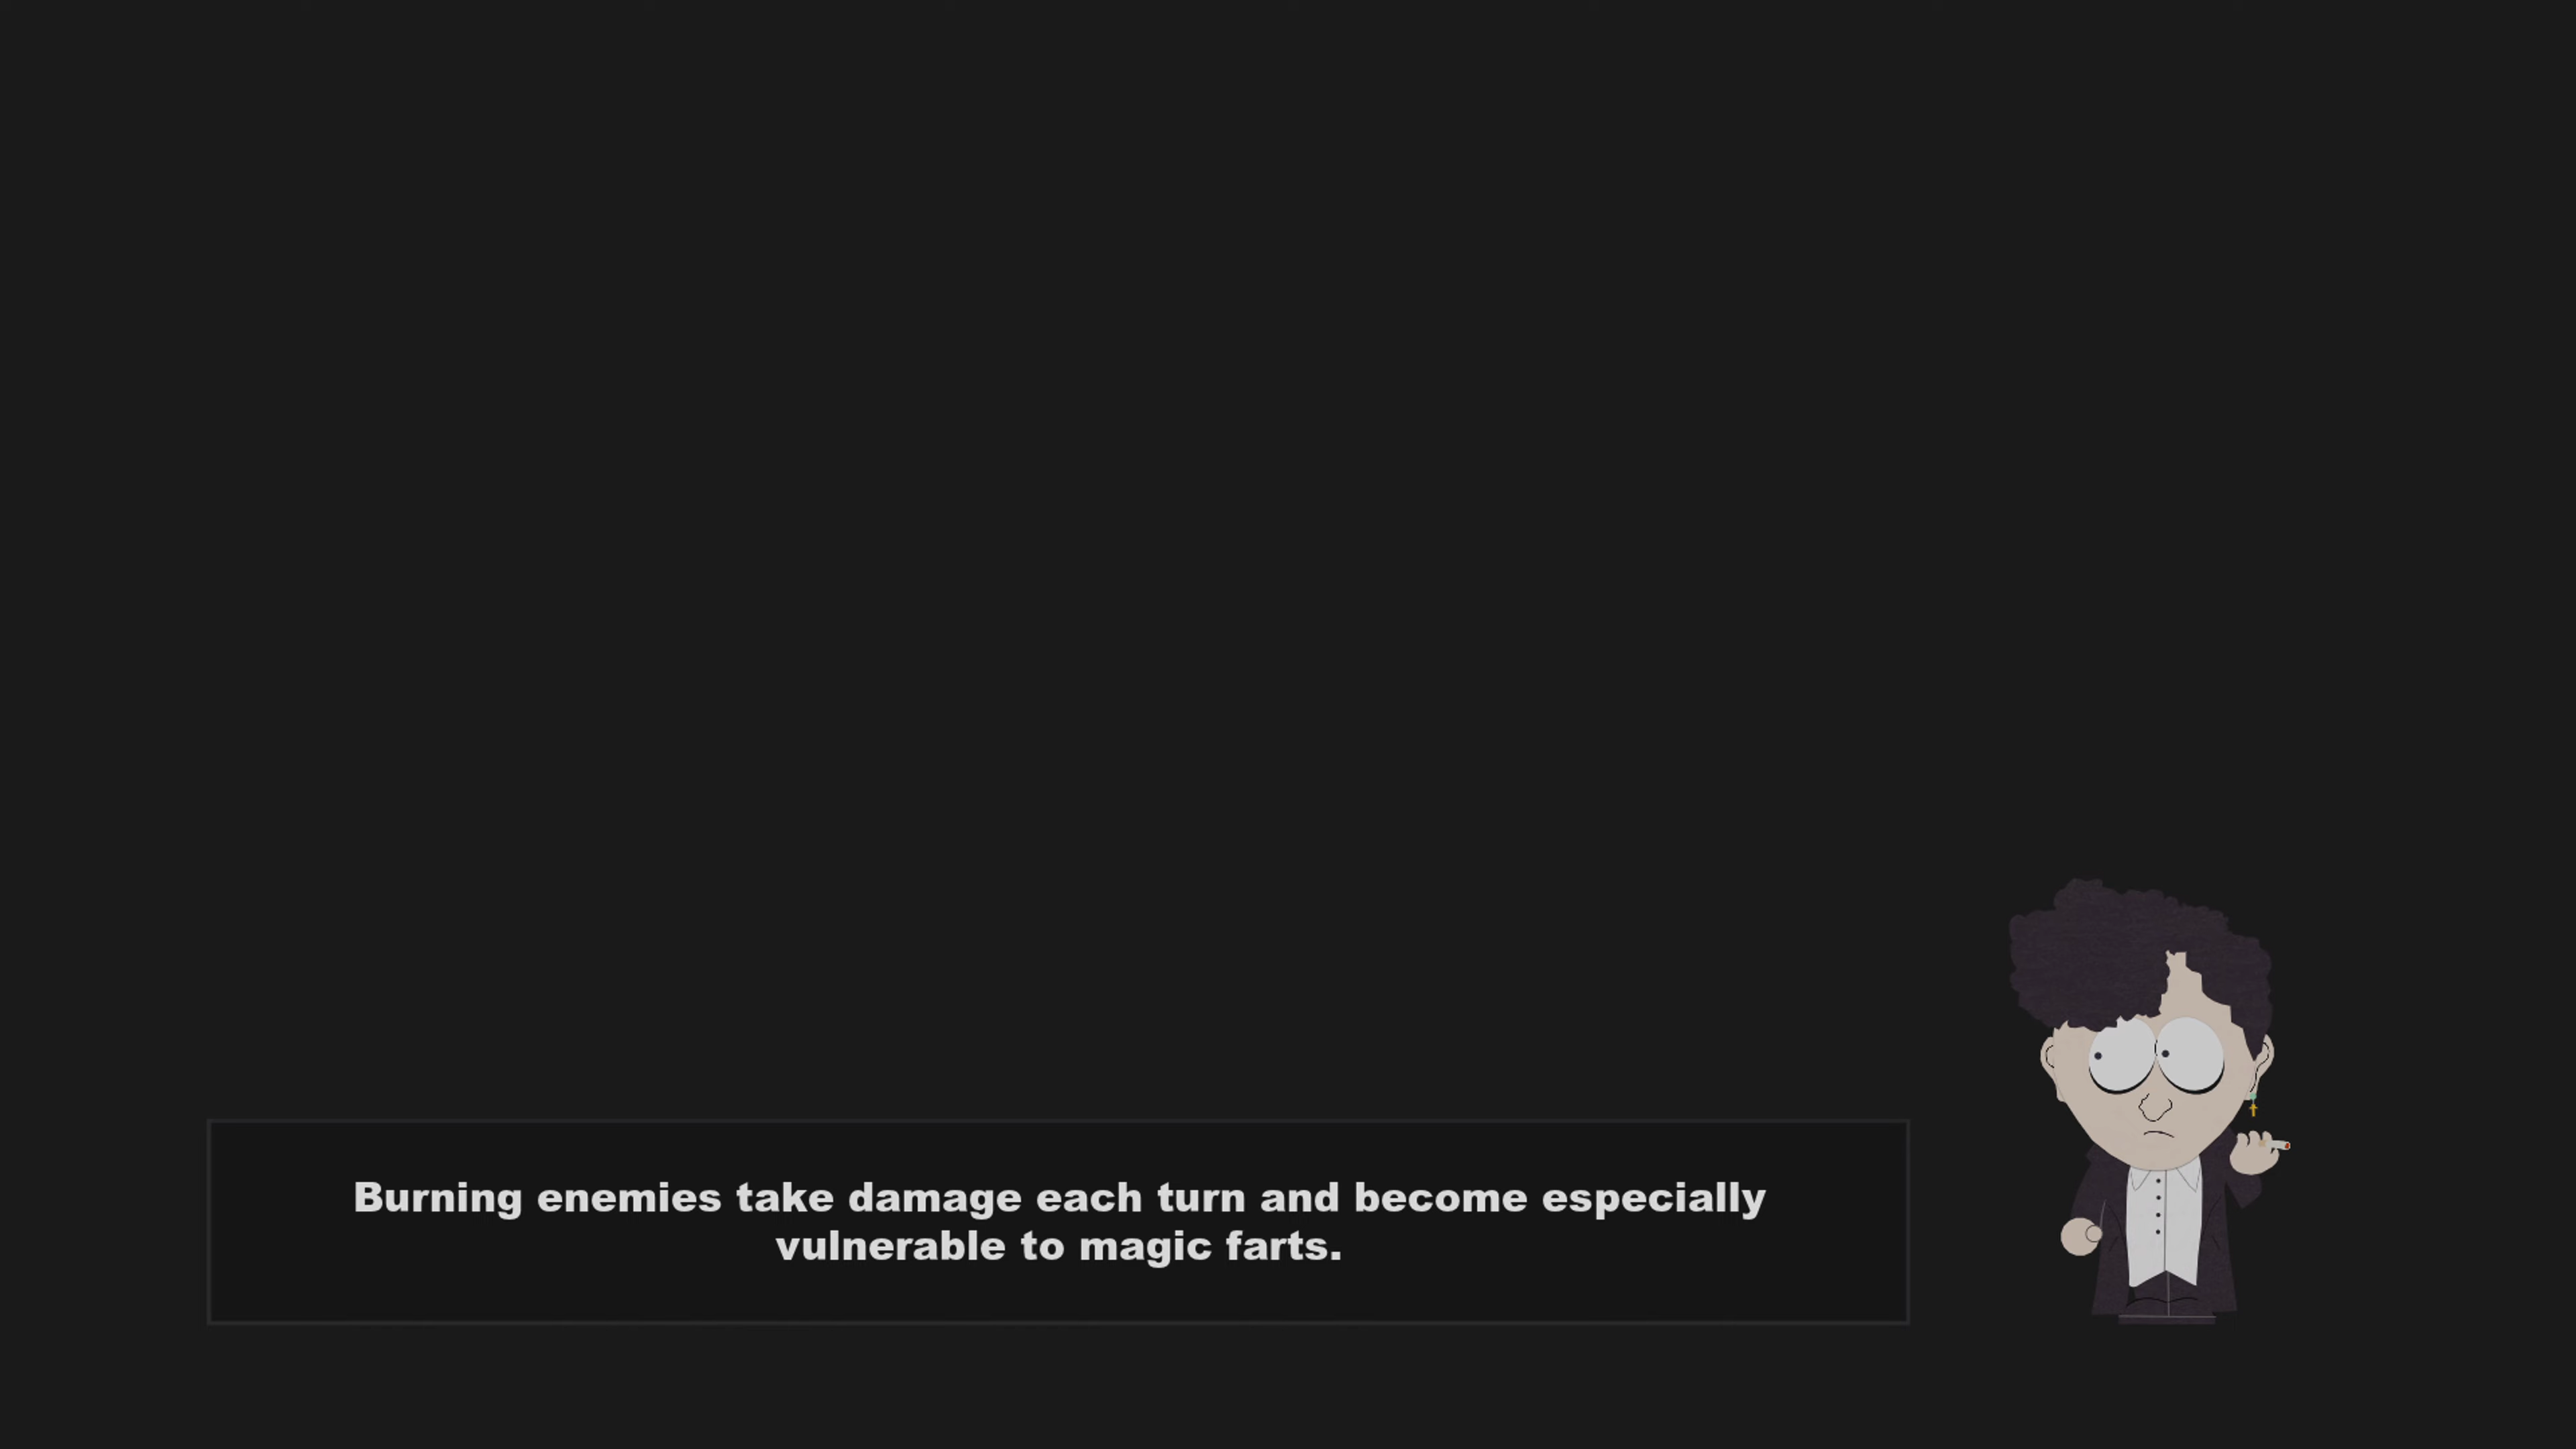 Burning enemies take damage each turn and become especially
vulnerable to magic farts.